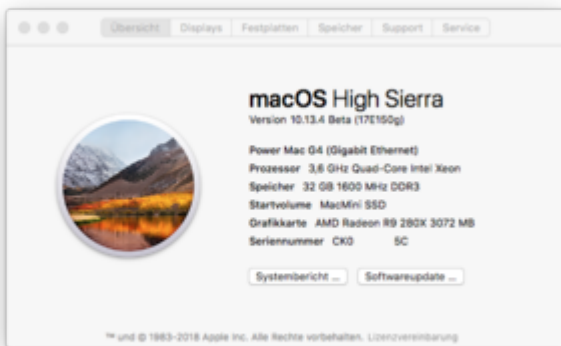 Übersicht Displays Festplatten Speicher Support Service
macOS High Sierra
Version 10.13.4 Beta (17E150g)
Power Mac G4 (Gigabit Ethernet)
Prozessor 3,6 GHz Quad-Core Intel Xeon
Speicher 32 GB 1600 MHz DDR3
Startvolume MacMini SSD
Grafikkarte AMD Radeon R9 280X 3072 MB
Seriennummer CK0 5C
Systembericht ... Softwareupdate ...
™ und © 1983-2018 Apple Inc. Alle Rechte vorbehalten. Lizenzvereinbarung